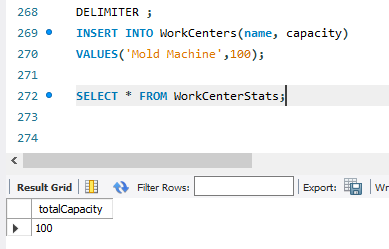 268 DELIMITER ;
269 INSERT INTO WorkCenters(name, capacity)
270 VALUES('Mold Machine',100);
271
272 SELECT * FROM WorkCenterStats;
273
274
Result Grid Filter Rows: Export: Wr
totalCapacity
100